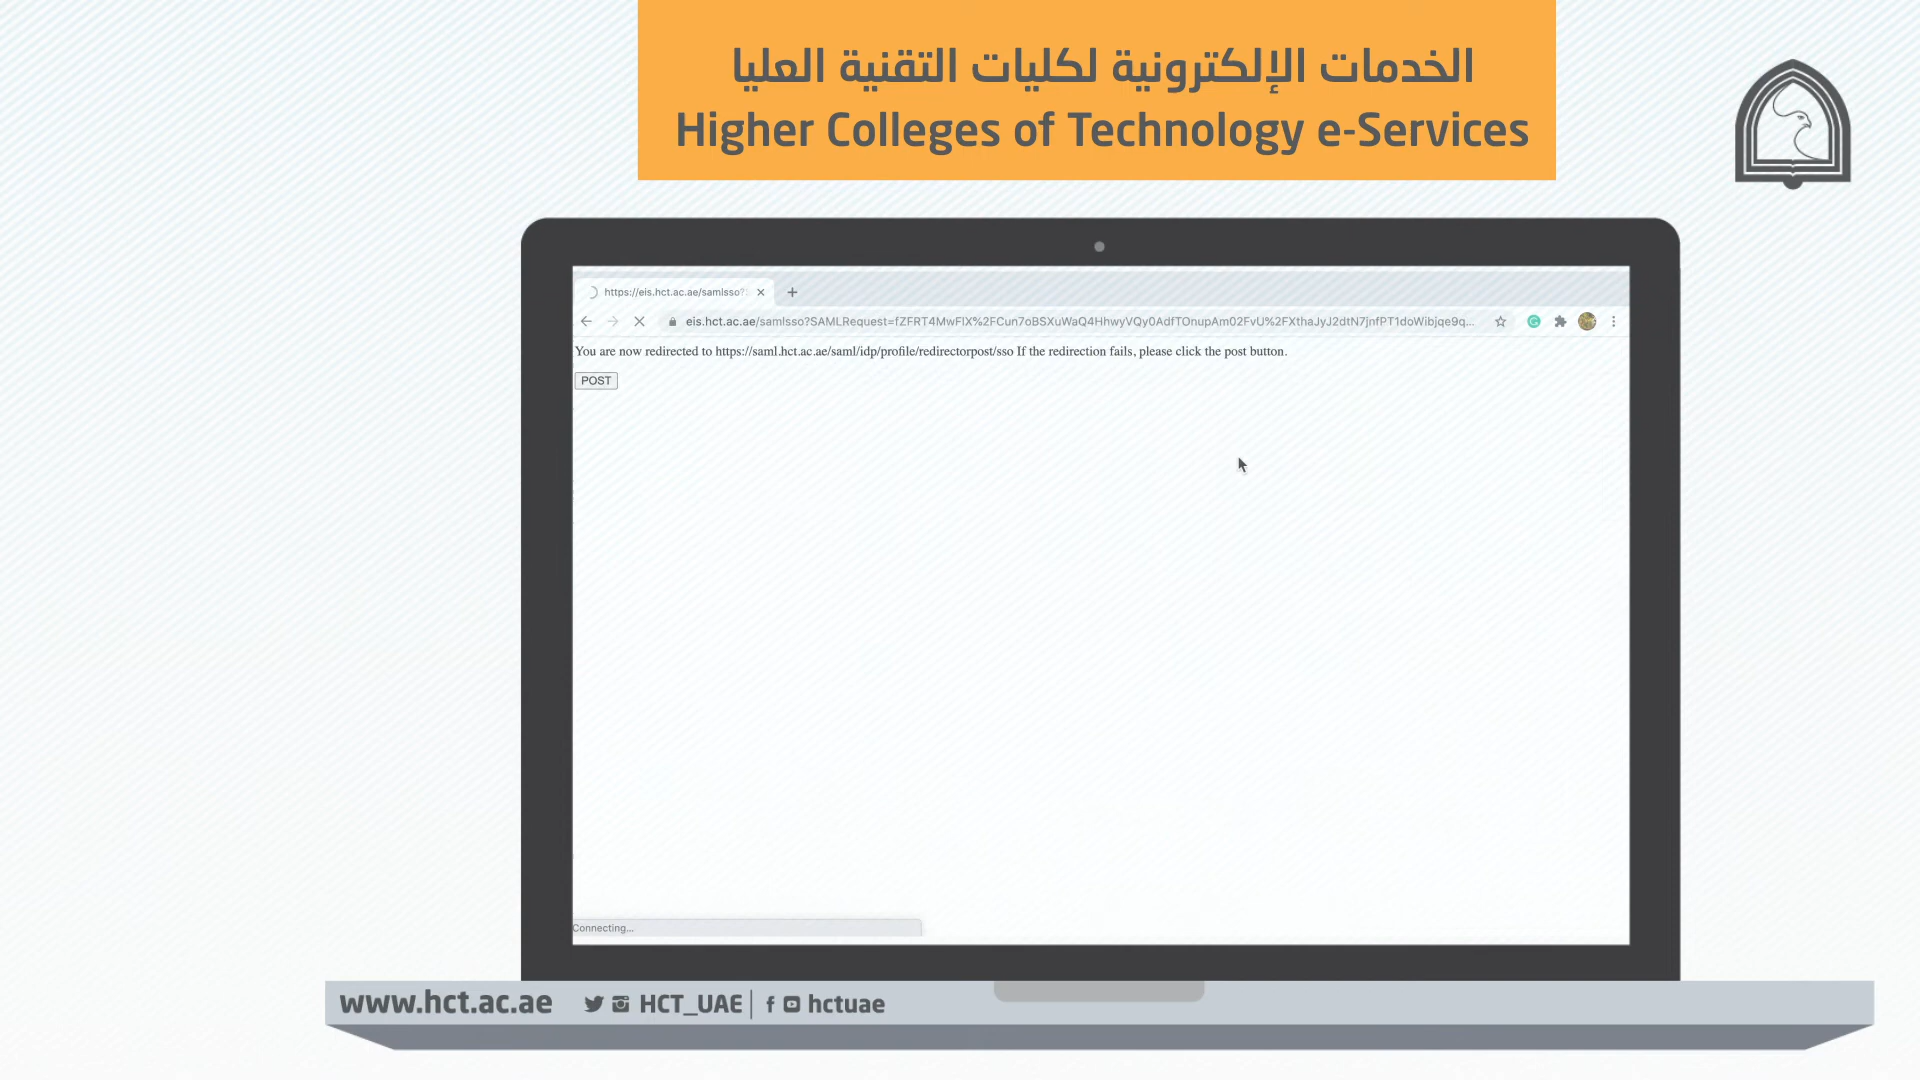 الخدمات الإلكترونية لكليات التقنية العليا
Higher Colleges of Technology e-Services
https://eis.hct.ac.ae/samlsso?
eis.hct.ac.ae/samlsso?SAMLRequest=fZFRT4MwFIX%2FCun7oBSXuWaQ4HhwyVQy0AdfTOnupAm02FvU%2FXthaJyJ2dtN7jnfPT1doWibjqe9q...
You are now redirected to https://saml.hct.ac.ae/saml/idp/profile/redirectorpost/sso If the redirection fails, please click the post button.
POST
Connecting...
www.hct.ac.ae HCT_UAE | hctuae